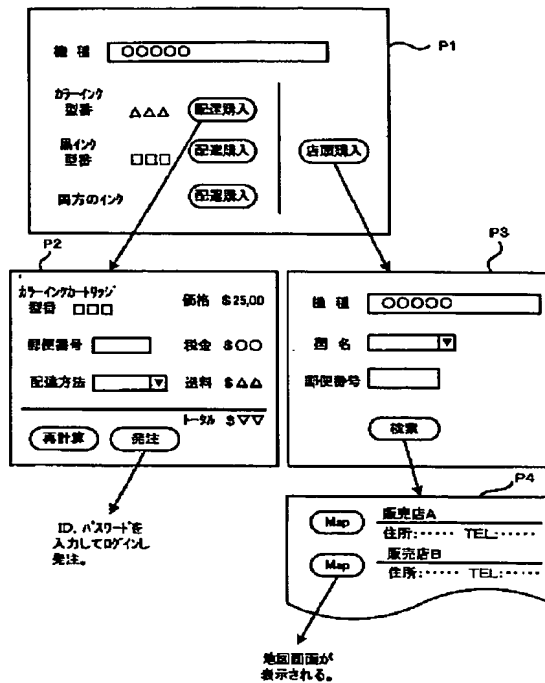 P1
機 種 ○○○○○
カラーインク
型番 △△△ 配達購入
黒インク
型番 □□□ 配達購入 店頭購入
両方のインク 配達購入
P2
カラーインクカートリッジ
型番 □□□ 価格 $25,00
郵便番号 税金 $○○
配達方法 ▼ 送料 $△△
トータル $▽▽
再計算 発注
ID、パスワードを
入力してログインし
発注。
P3
機 種 ○○○○○
国 名 ▼
郵便番号
検索
P4
Map 販売店A
住所:‥‥‥ TEL:‥‥‥
Map 販売店B
住所:‥‥‥ TEL:‥‥‥
地図画面が
表示される。